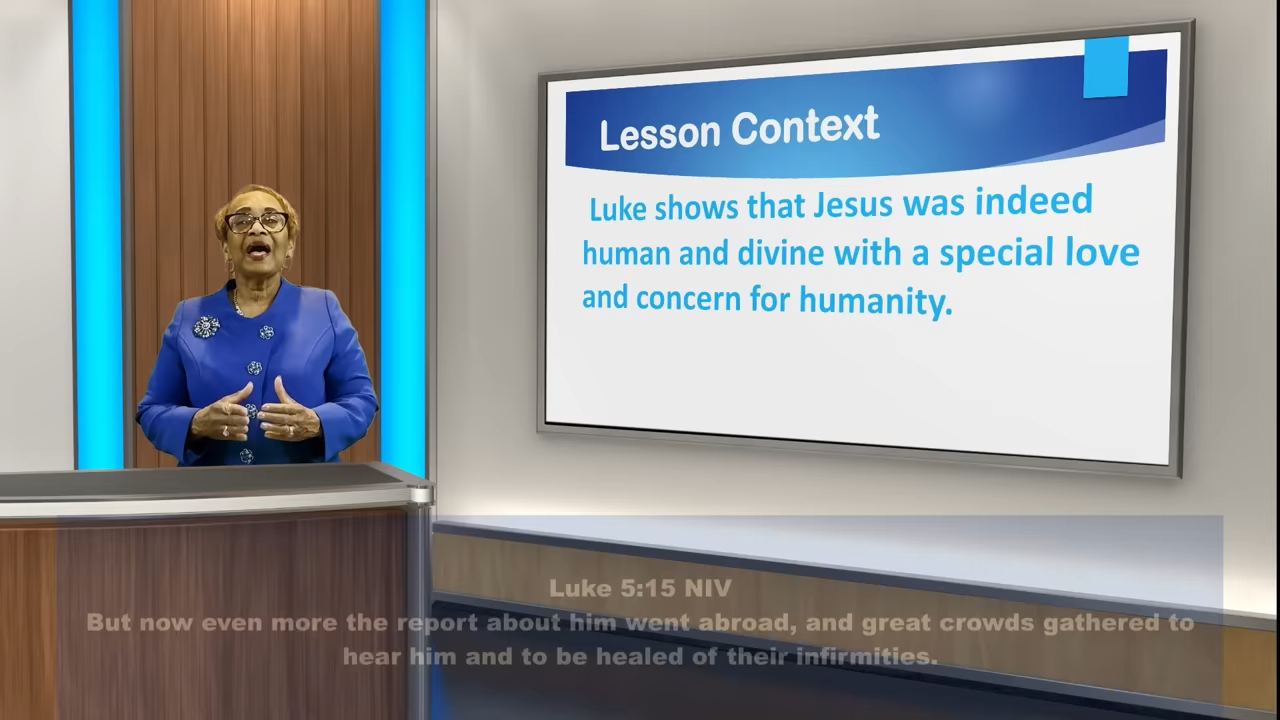 Lesson Context
Luke shows that Jesus was indeed
human and divine with a special love
and concern for humanity.
Luke 5:15 NIV
But now even more the report about him went abroad, and great crowds gathered to
hear him and to be healed of their infirmities.